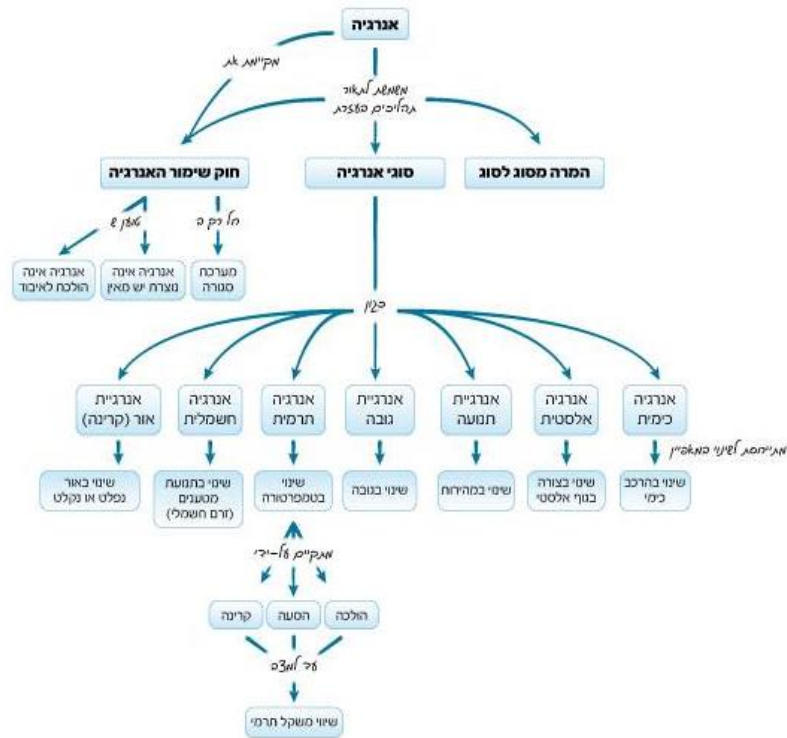 אנרגיה
מקיימת את
משמשת לתאור
תהליכים בעזרת
המרה מסוג לסוג
סוגי אנרגיה
חוק שימור האנרגיה
חל רק ב
טוען ש
מערכת
סגורה
אנרגיה אינה
נוצרת יש מאין
אנרגיה אינה
הולכת לאיבוד
כגון
אנרגיה
כימית
אנרגיה
אלסטית
אנרגיית
תנועה
אנרגיית
גובה
אנרגיה
תרמית
אנרגיה
חשמלית
אנרגיית
אור (קרינה)
מתייחסת לשינוי במאפיין
שינוי בהרכב
כימי
שינוי בצורה
בגוף אלסטי
שינוי במהירות
שינוי בגובה
שינוי
בטמפרטורה
שינוי בתנועת
מטענים
(זרם חשמלי)
שינוי באור
נפלט או נקלט
מתקיים על-ידי
הולכה
הסעה
קרינה
עד למצב
שיווי משקל תרמי